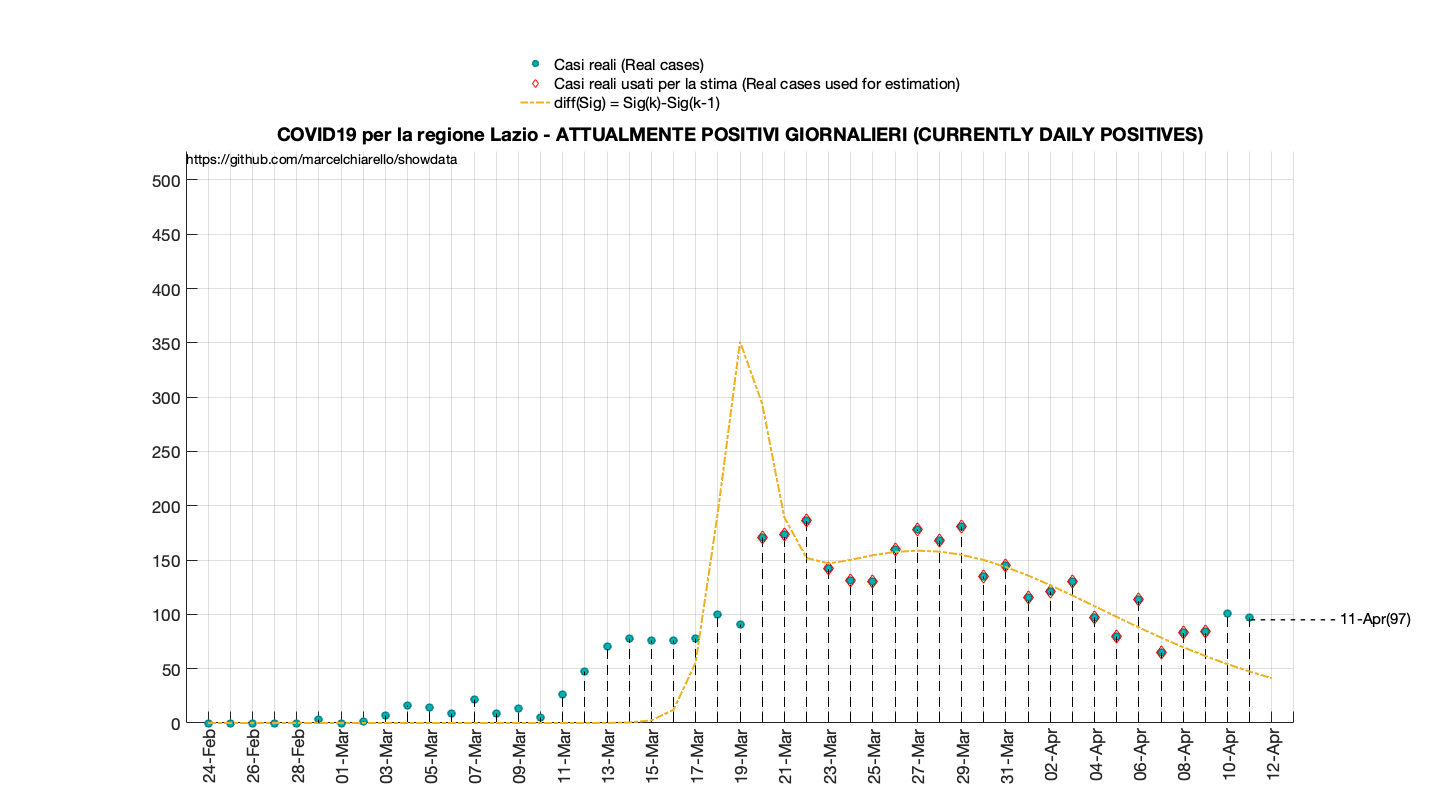 Casi reali (Real cases)
Casi reali usati per la stima (Real cases used for estimation)
diff(Sig) = Sig(k)-Sig(k-1)
COVID19 per la regione Lazio - ATTUALMENTE POSITIVI GIORNALIERI (CURRENTLY DAILY POSITIVES)
https://github.com/marcelchiarello/showdata
500
450
400
350
300
250
200
150
100
50
0
11-Apr(97)
24-Feb
26-Feb
28-Feb
01-Mar
03-Mar
05-Mar
07-Mar
09-Mar
11-Mar
13-Mar
15-Mar
17-Mar
19-Mar
21-Mar
23-Mar
25-Mar
27-Mar
29-Mar
31-Mar
02-Apr
04-Apr
06-Apr
08-Apr
10-Apr
12-Apr